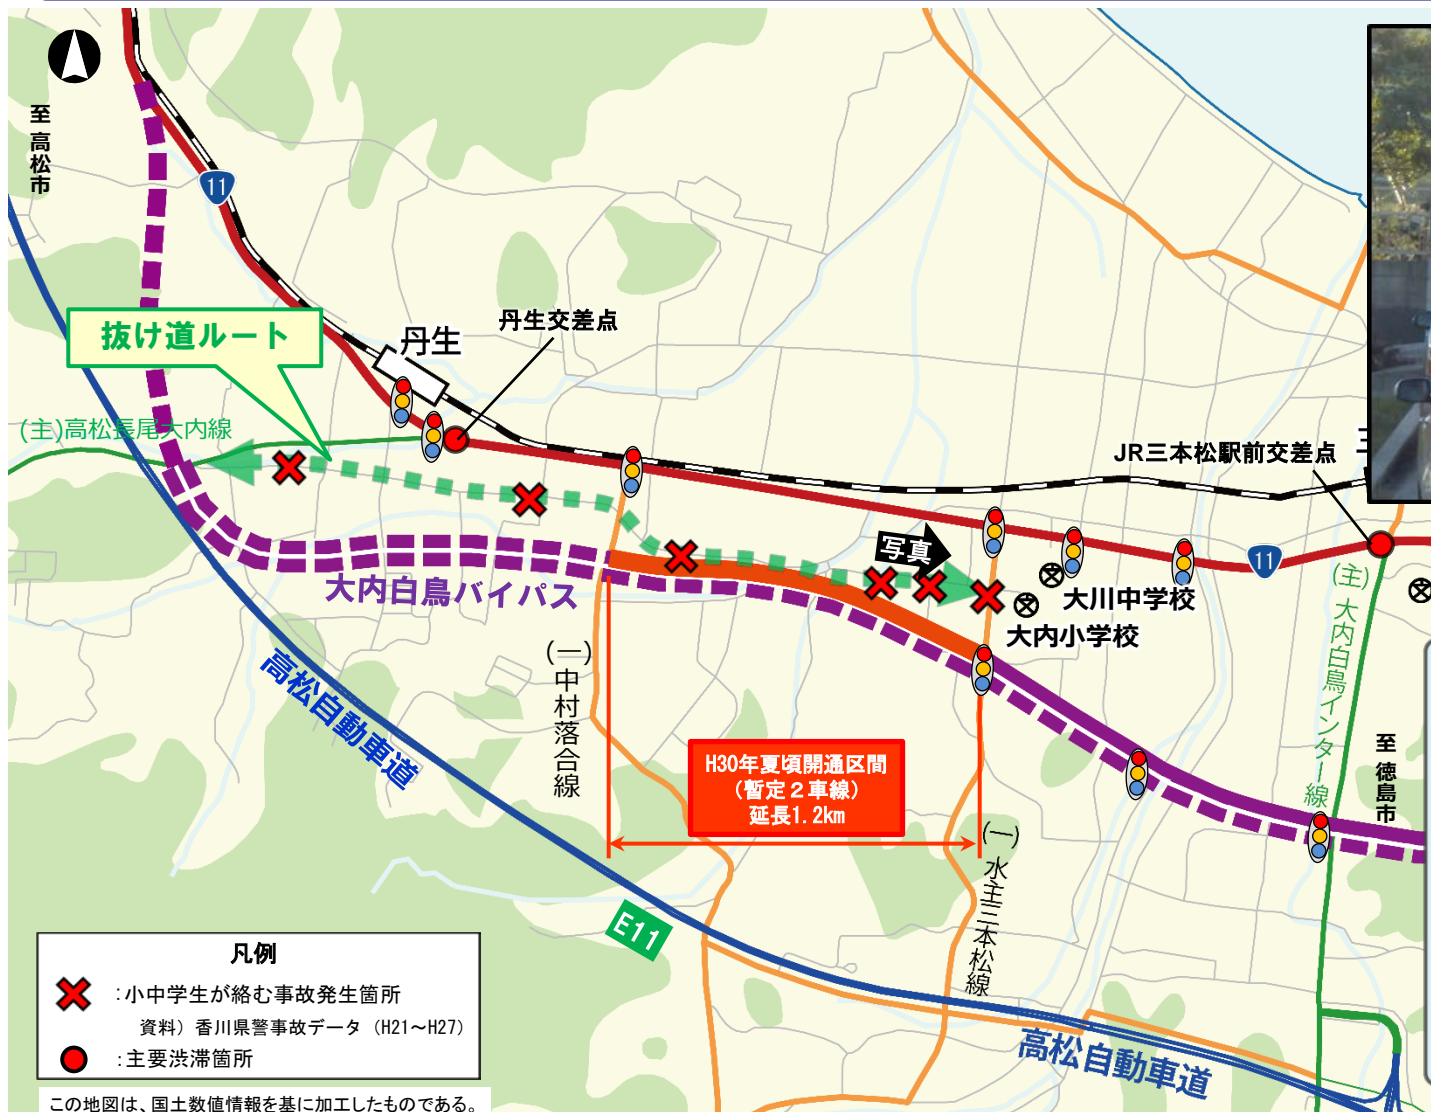 至 高松市
11
抜け道ルート
丹生
丹生交差点
(主)高松長尾大内線
JR三本松駅前交差点
三
写真
11
大川中学校
大内小学校
大内白鳥バイパス
(一)中村落合線
高松自動車道
(主)大内白鳥インター線
至 徳島市
H30年夏頃開通区間
(暫定2車線)
延長1.2km
(一)水主三本松線
E11
高松自動車道
凡例
:小中学生が絡む事故発生箇所
資料）香川県警事故データ（H21～H27）
:主要渋滞箇所
この地図は、国土数値情報を基に加工したものである。